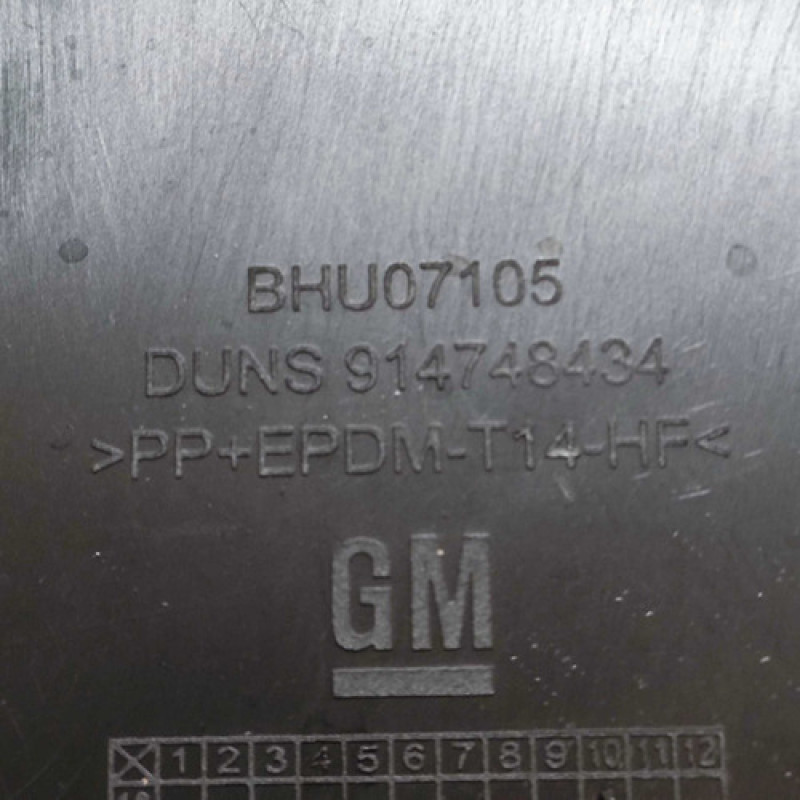 BHU07105
DUNS 914748434
>PP+EPDM-T14-HF<
GM
1 2 3 4 5 6 7 8 9 10 11 12